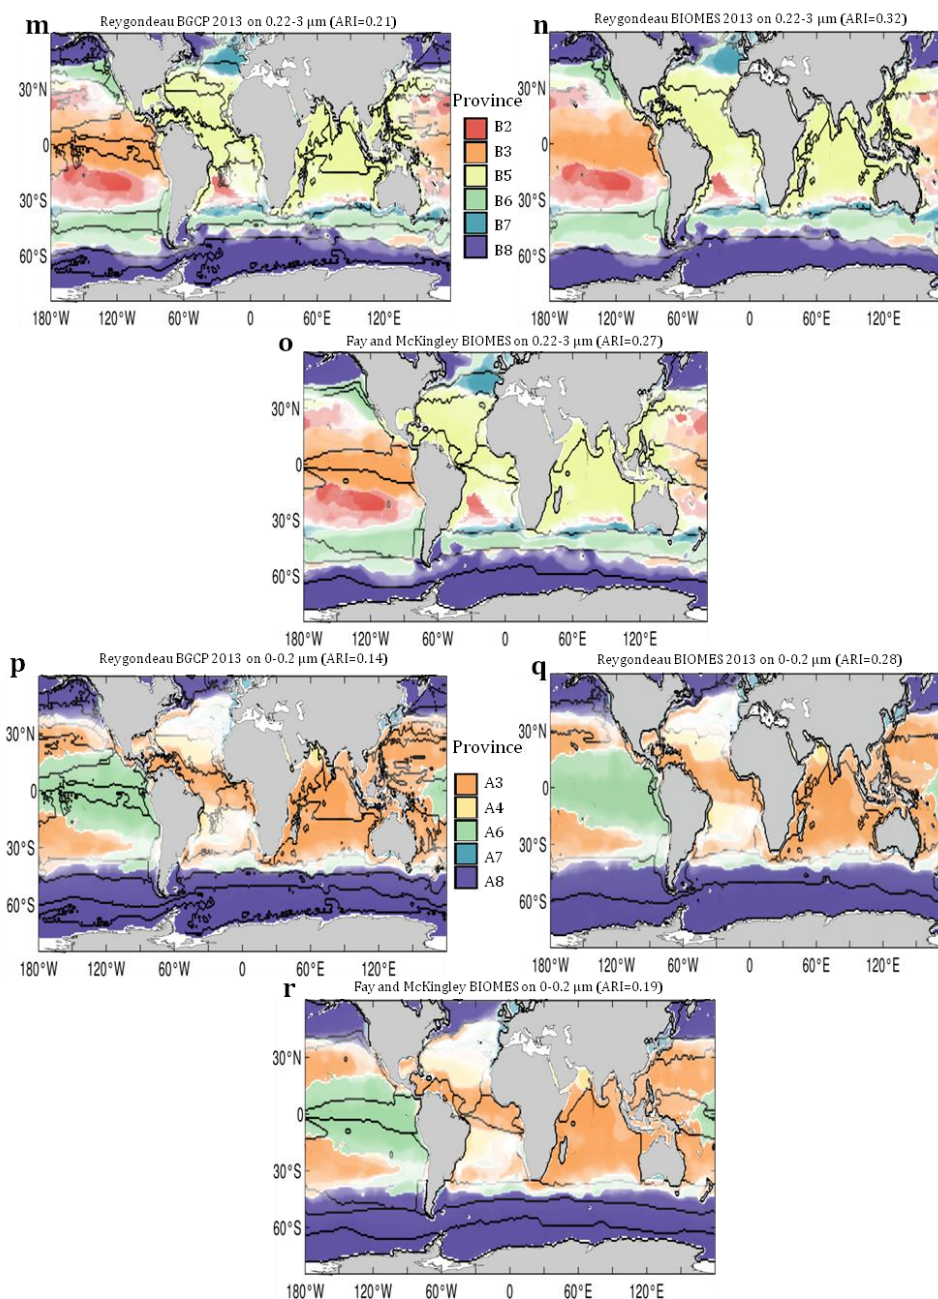 m
Reygondeau BGCP 2013 on 0.22-3 µm (ARI=0.21)
n
Reygondeau BIOMES 2013 on 0.22-3 µm (ARI=0.32)
30°N
0
30°S
60°S
180°W
120°W
60°W
0
60°E
120°E
Province
B2
B3
B5
B6
B7
B8
30°N
0
30°S
60°S
180°W
120°W
60°W
0
60°E
120°E
o
Fay and McKingley BIOMES on 0.22-3 µm (ARI=0.27)
30°N
0
30°S
60°S
180°W
120°W
60°W
0
60°E
120°E
p
Reygondeau BGCP 2013 on 0-0.2 µm (ARI=0.14)
q
Reygondeau BIOMES 2013 on 0-0.2 µm (ARI=0.28)
30°N
0
30°S
60°S
180°W
120°W
60°W
0
60°E
120°E
Province
A3
A4
A6
A7
A8
30°N
0
30°S
60°S
180°W
120°W
60°W
0
60°E
120°E
r
Fay and McKingley BIOMES on 0-0.2 µm (ARI=0.19)
30°N
0
30°S
60°S
180°W
120°W
60°W
0
60°E
120°E